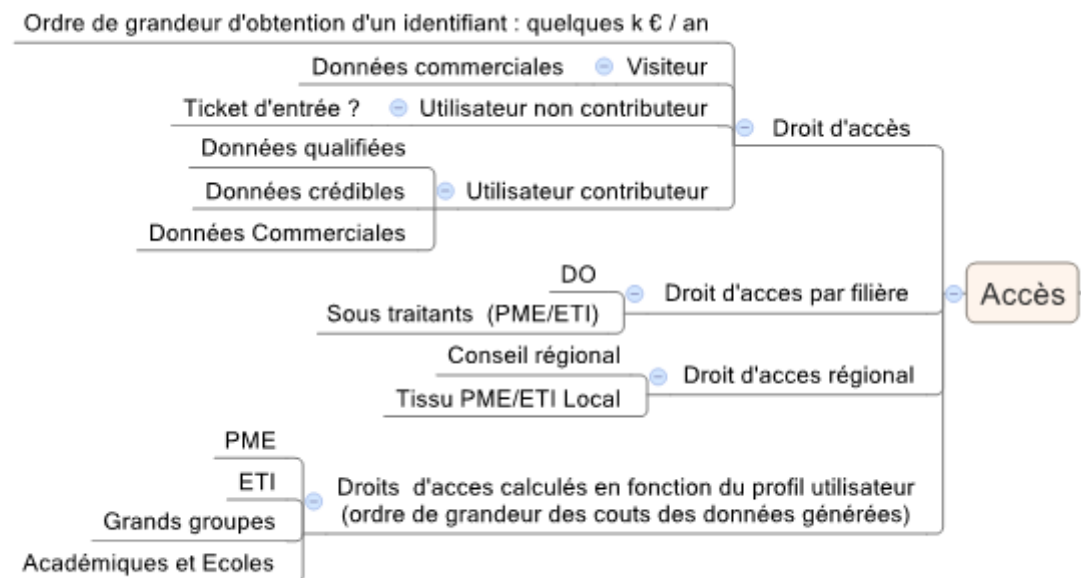 Ordre de grandeur d'obtention d'un identifiant : quelques k € / an
Données commerciales
Visiteur
Ticket d'entrée ?
Utilisateur non contributeur
Droit d'accès
Données qualifiées
Données crédibles
Utilisateur contributeur
Données Commerciales
DO
Sous traitants (PME/ETI)
Droit d'acces par filière
Accès
Conseil régional
Tissu PME/ETI Local
Droit d'acces régional
PME
ETI
Grands groupes
Académiques et Ecoles
Droits d'acces calculés en fonction du profil utilisateur
(ordre de grandeur des couts des données générées)